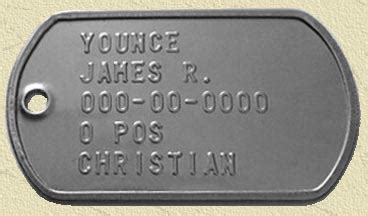 YOUNCE
JAMES R.
000-00-0000
O POS
CHRISTIAN